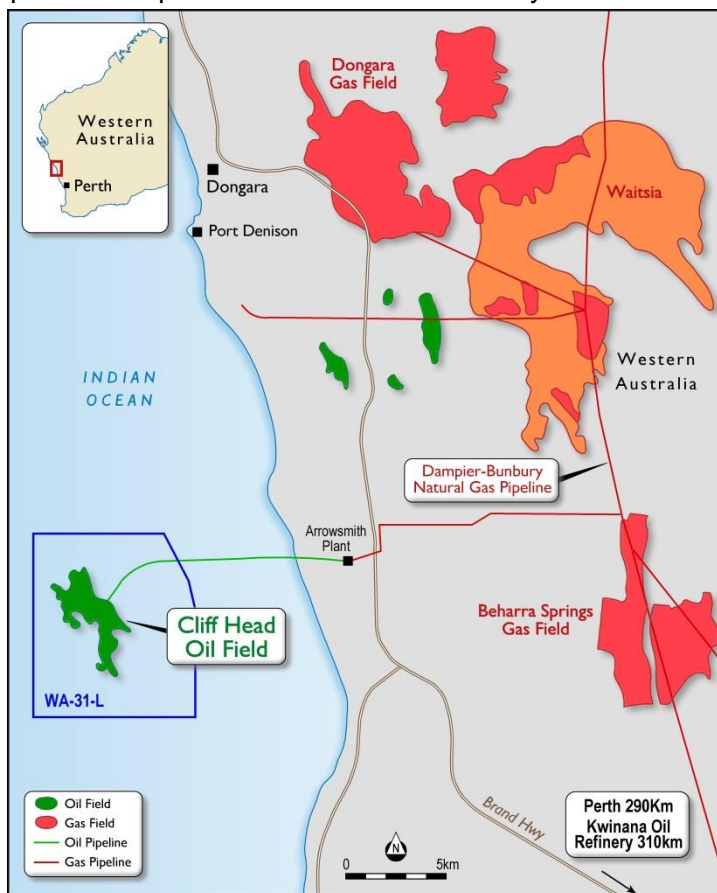 Western
Australia
Perth
Dongara
Gas Field
Dongara
Port Denison
Waitsia
INDIAN
OCEAN
Western
Australia
Dampier-Bunbury
Natural Gas Pipeline
Arrowsmith
Plant
Cliff Head
Oil Field
Beharra Springs
Gas Field
WA-31-L
Oil Field
Gas Field
Oil Pipeline
Gas Pipeline
N
0 5km
Brand Hwy
Perth 290Km
Kwinana Oil
Refinery 310km